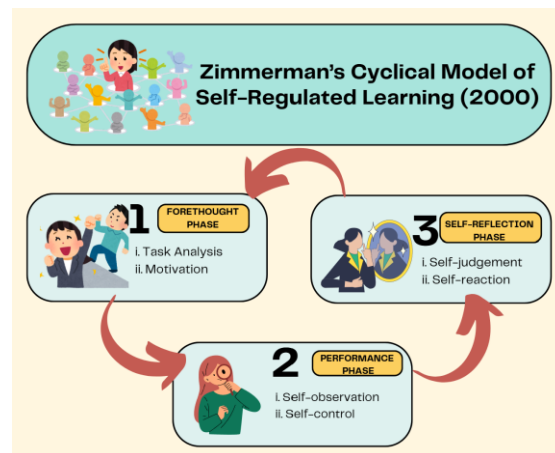 Zimmerman's Cyclical Model of
Self-Regulated Learning (2000)
1
FORETHOUGHT
PHASE
i. Task Analysis
ii. Motivation
2
PERFORMANCE
PHASE
i. Self-observation
ii. Self-control
3
SELF-REFLECTION
PHASE
i. Self-judgement
ii. Self-reaction